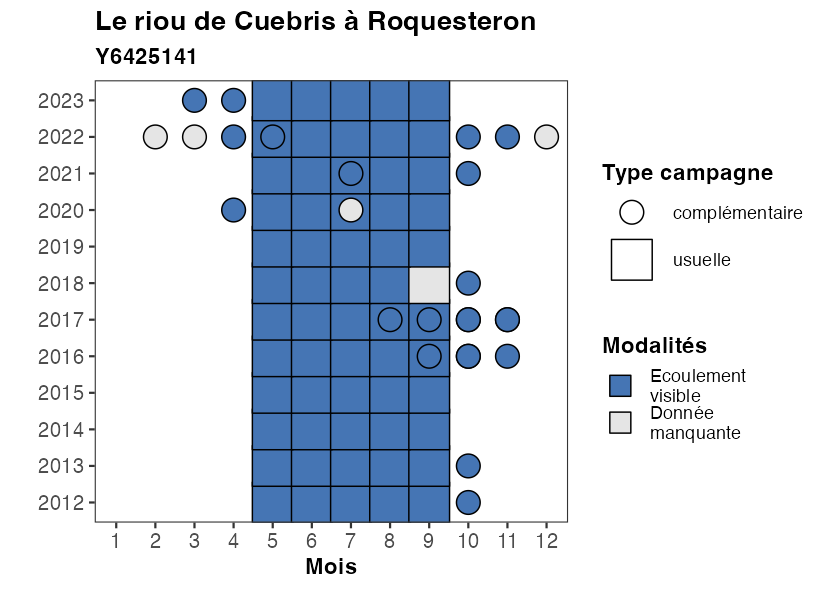 Le riou de Cuebris à Roquesteron
Y6425141
2023
2022
2021
2020
2019
2018
2017
2016
2015
2014
2013
2012
1 2 3 4 5 6 7 8 9 10 11 12
Mois
Type campagne
complémentaire
usuelle
Modalités
Ecoulement
visible
Donnée
manquante